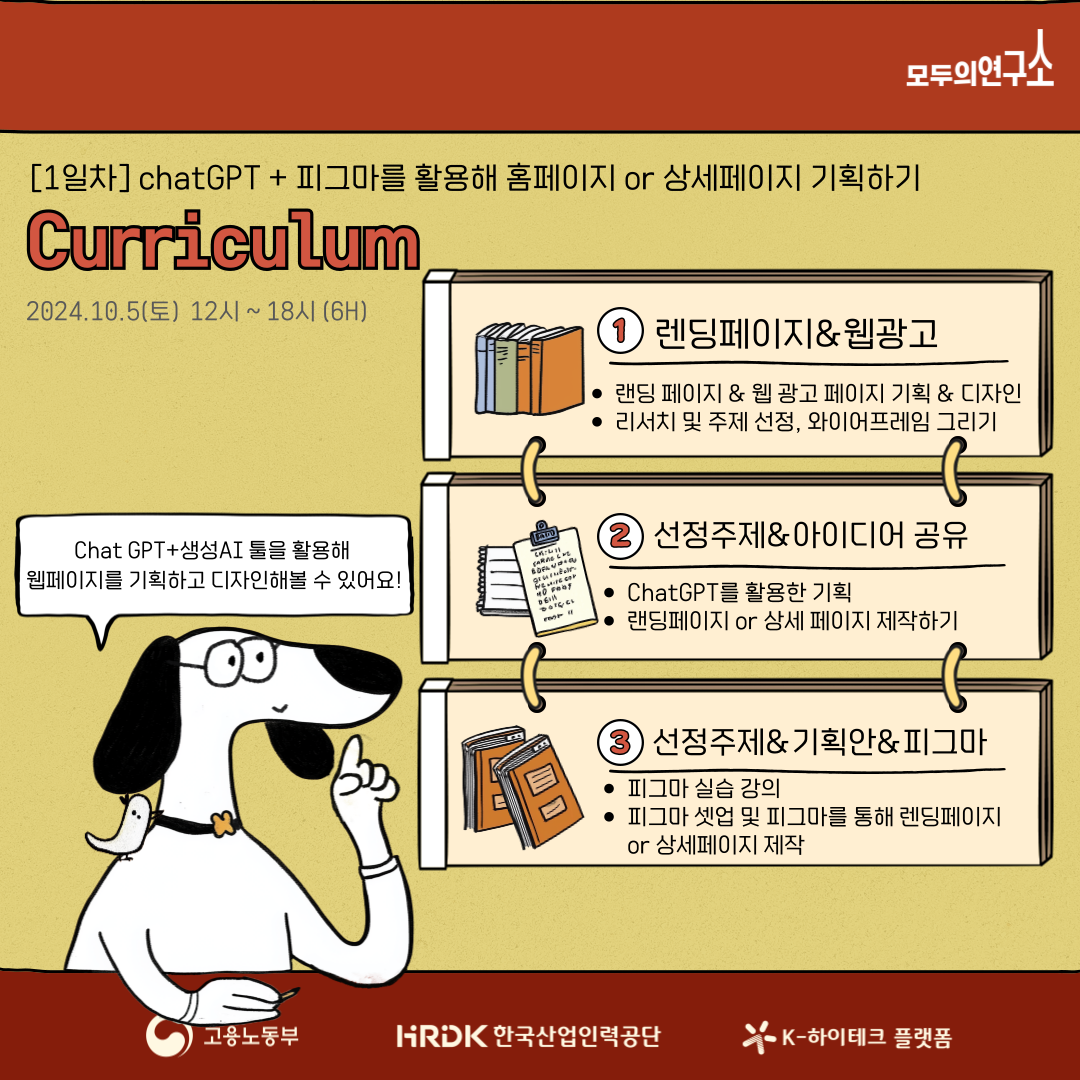 모두의연구소
[1일차] chatGPT + 피그마를 활용해 홈페이지 or 상세페이지 기획하기
Curriculum
2024.10.5(토) 12시 ~ 18시 (6H)
1 렌딩페이지&웹광고
• 랜딩 페이지 & 웹 광고 페이지 기획 & 디자인
• 리서치 및 주제 선정, 와이어프레임 그리기
2 선정주제&아이디어 공유
• ChatGPT를 활용한 기획
• 랜딩페이지 or 상세 페이지 제작하기
3 선정주제&기획안&피그마
• 피그마 실습 강의
• 피그마 셋업 및 피그마를 통해 렌딩페이지
or 상세페이지 제작
Chat GPT+생성AI 툴을 활용해
웹페이지를 기획하고 디자인해볼 수 있어요!
고용노동부
HRDK 한국산업인력공단
K-하이테크 플랫폼